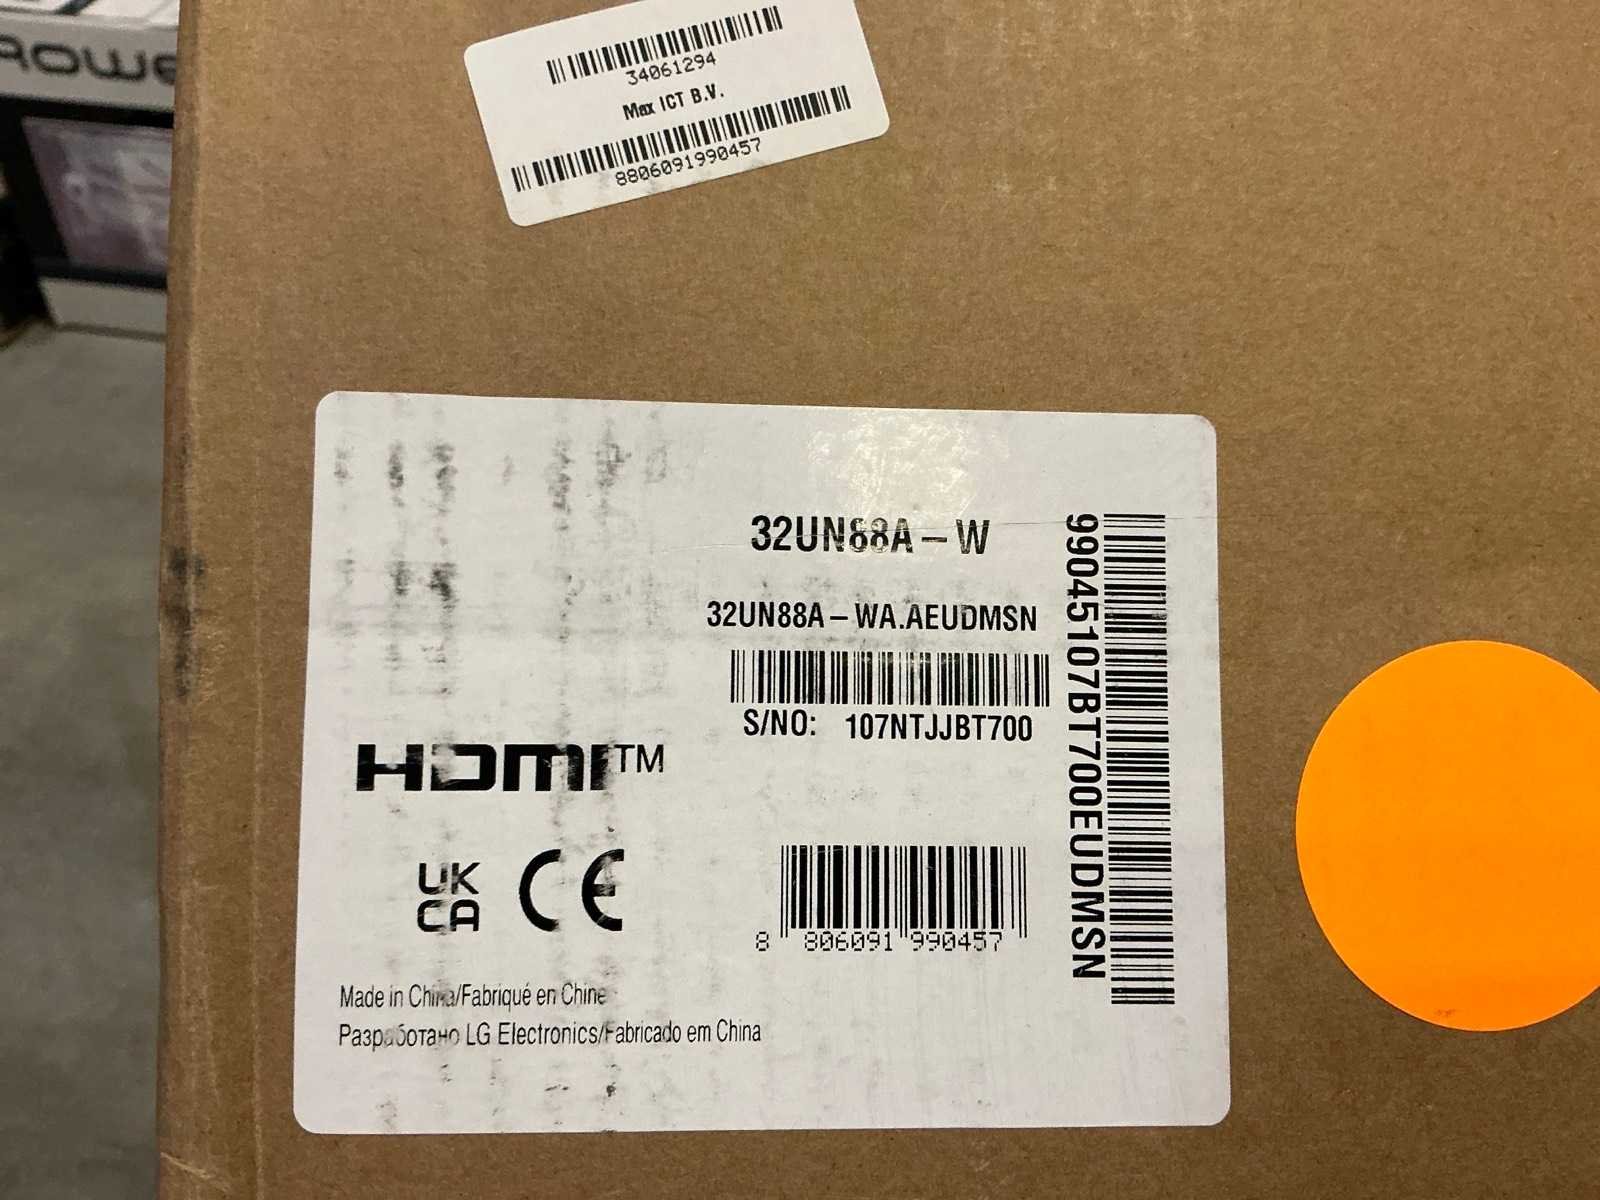 34061294
Max ICT B.V.
8806091990457
32UN88A – W
32UN88A – WA.AEUDMSN
S/NO: 107NTJJBT700
99045107BT700EUDMSN
HDMI™
UK
CA
CE
8 806091 990457
Made in China/Fabriqué en Chine
Разработано LG Electronics/Fabricado em China